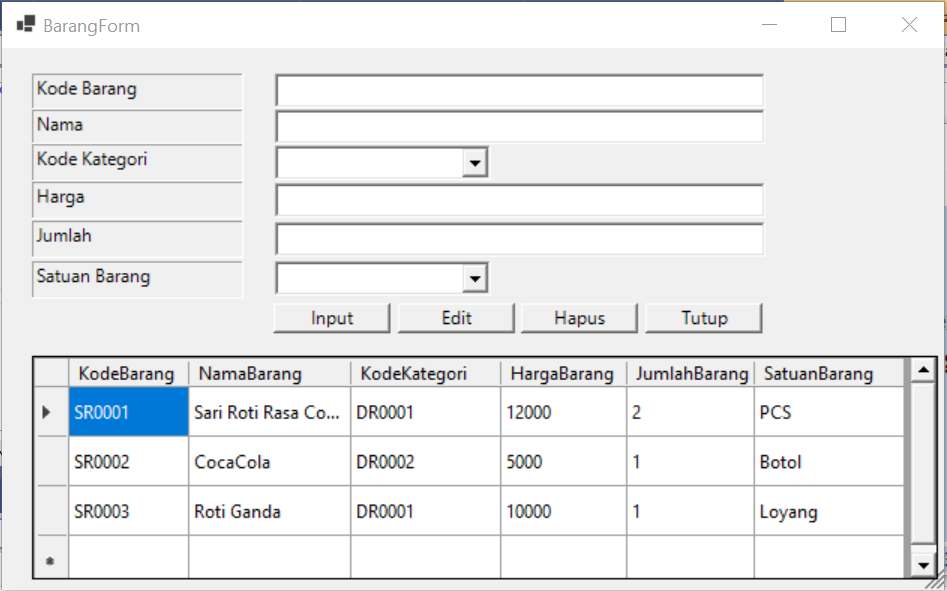 BarangForm
Kode Barang
Nama
Kode Kategori
Harga
Jumlah
Satuan Barang
Input Edit Hapus Tutup
KodeBarang NamaBarang KodeKategori HargaBarang JumlahBarang SatuanBarang
SR0001 Sari Roti Rasa Co... DR0001 12000 2 PCS
SR0002 CocaCola DR0002 5000 1 Botol
SR0003 Roti Ganda DR0001 10000 1 Loyang